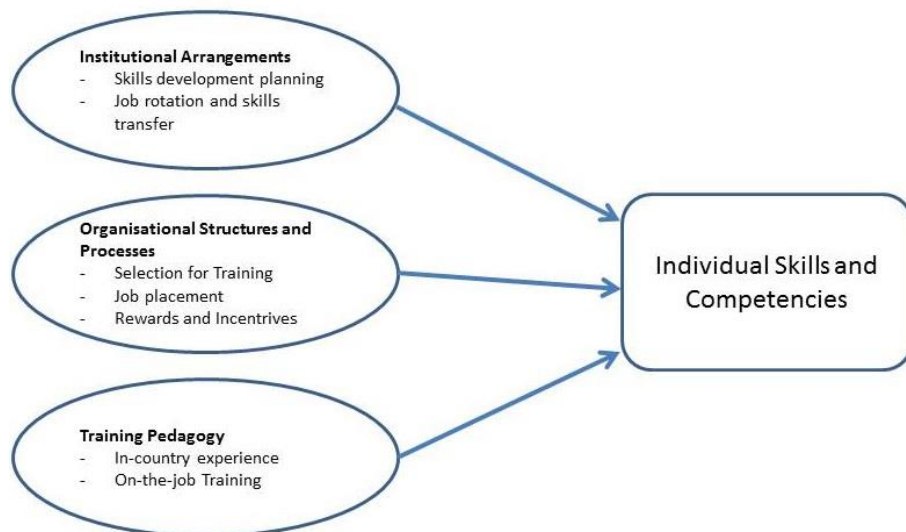 Institutional Arrangements
- Skills development planning
- Job rotation and skills
transfer
Organisational Structures and
Processes
- Selection for Training
- Job placement
- Rewards and Incentives
Training Pedagogy
- In-country experience
- On-the-job Training
Individual Skills and
Competencies